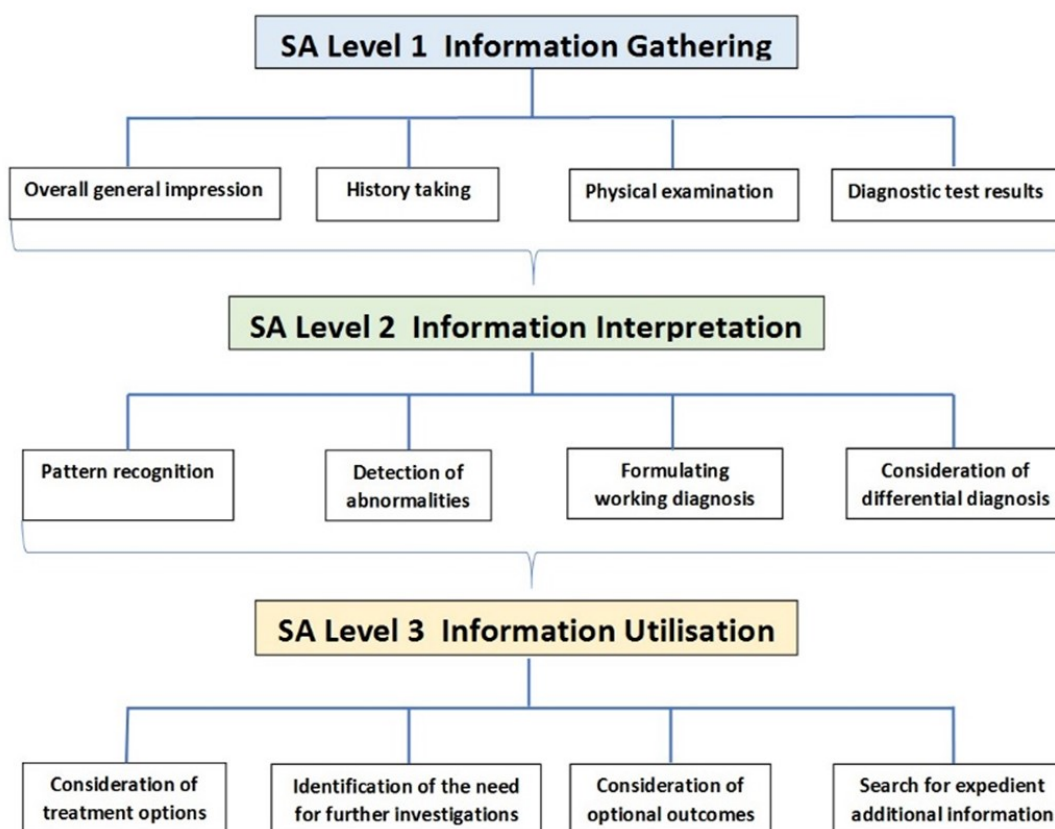 SA Level 1 Information Gathering
Overall general impression
History taking
Physical examination
Diagnostic test results
SA Level 2 Information Interpretation
Pattern recognition
Detection of
abnormalities
Formulating
working diagnosis
Consideration of
differential diagnosis
SA Level 3 Information Utilisation
Consideration of
treatment options
Identification of the need
for further investigations
Consideration of
optional outcomes
Search for expedient
additional information